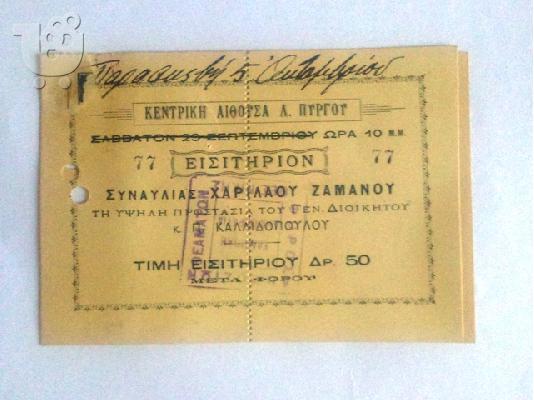 Παρασκευή 5 Οκτωβρίου
ΚΕΝΤΡΙΚΗ ΑΙΘΟΥΣΑ Λ. ΠΥΡΓΟΥ
ΣΑΒΒΑΤΟΝ 29 ΣΕΠΤΕΜΒΡΙΟΥ ΩΡΑ 10 Μ.Μ.
77 ΕΙΣΙΤΗΡΙΟΝ 77
ΣΥΝΑΥΛΙΑΣ ΧΑΡΙΛΑΟΥ ΖΑΜΑΝΟΥ
ΤΗ ΥΨΗΛΗ ΠΡΟΣΤΑΣΙΑ ΤΟΥ ΓΕΝ. ΔΙΟΙΚΗΤΟΥ
Κ. ΚΑΛΕΥΔΟΠΟΥΛΟΥ
ΤΙΜΗ ΕΙΣΙΤΗΡΙΟΥ ΔΡ. 50
ΜΕΤΑ ΦΟΡΟΥ